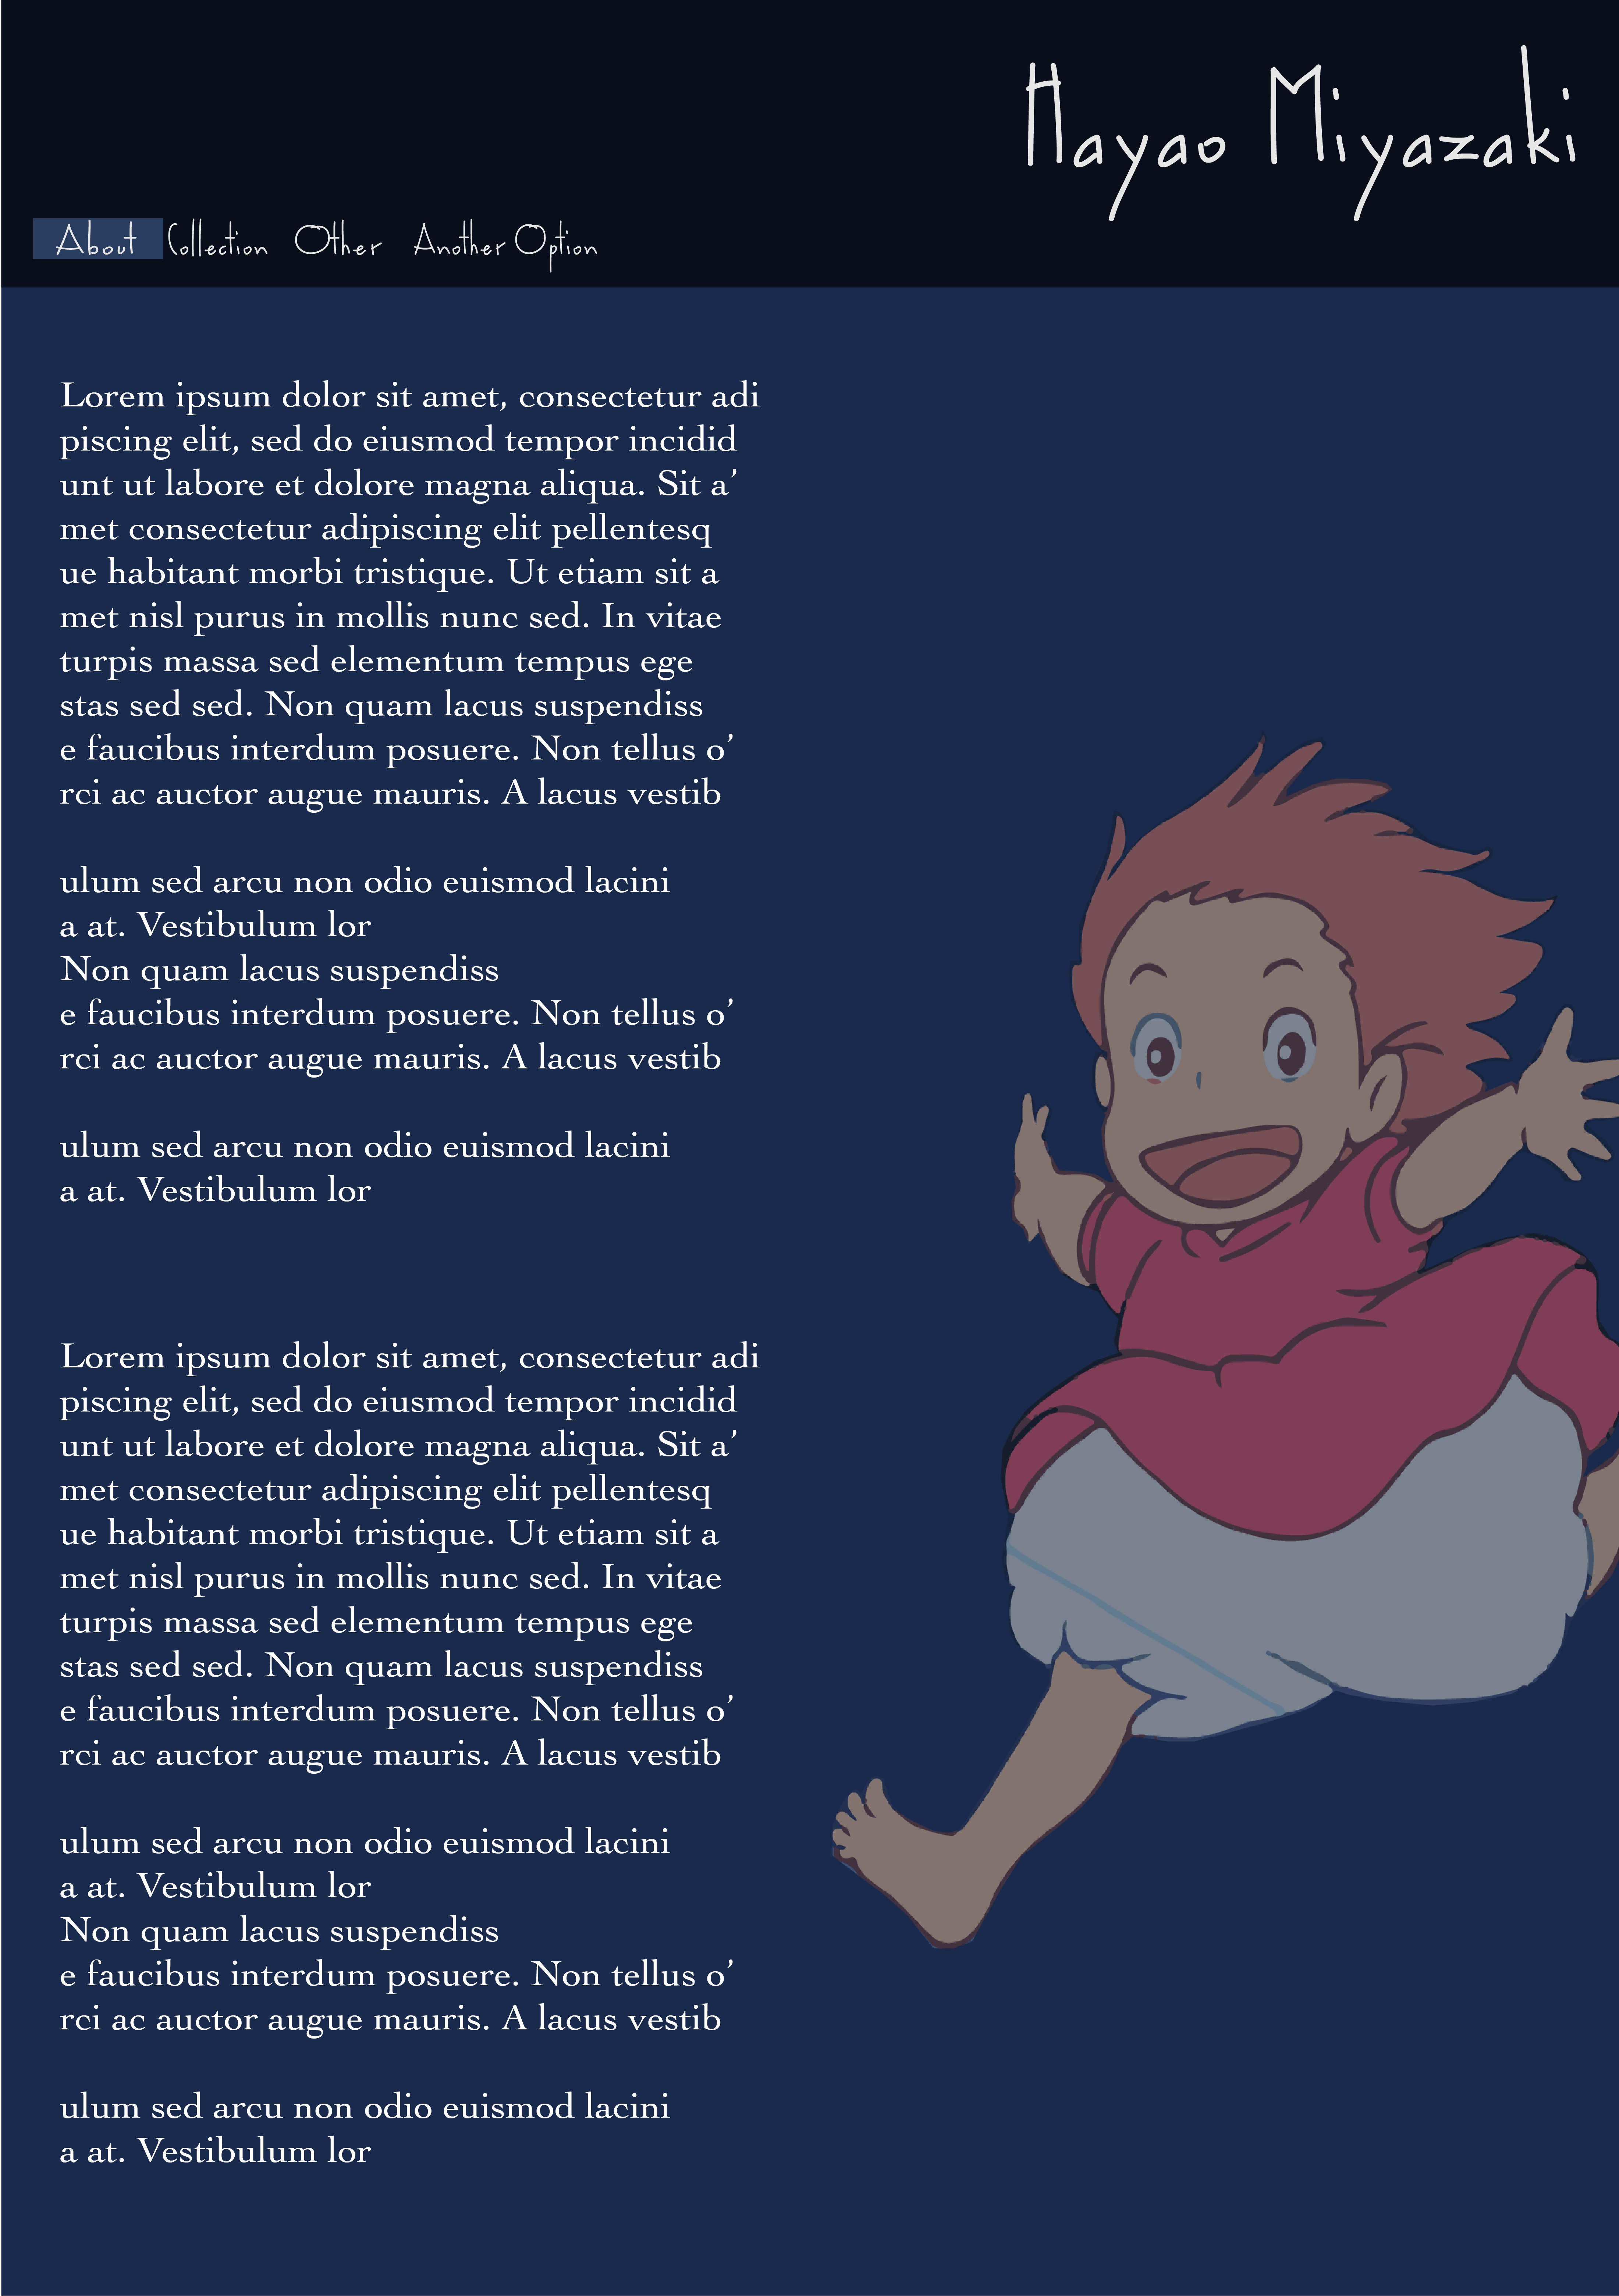 Hayao Miyazaki
About Collection Other Another Option
Lorem ipsum dolor sit amet, consectetur adi
piscing elit, sed do eiusmod tempor incidid
unt ut labore et dolore magna aliqua. Sit a’
met consectetur adipiscing elit pellentesq
ue habitant morbi tristique. Ut etiam sit a
met nisl purus in mollis nunc sed. In vitae
turpis massa sed elementum tempus ege
stas sed sed. Non quam lacus suspendiss
e faucibus interdum posuere. Non tellus o’
rci ac auctor augue mauris. A lacus vestib
ulum sed arcu non odio euismod lacini
a at. Vestibulum lor
Non quam lacus suspendiss
e faucibus interdum posuere. Non tellus o’
rci ac auctor augue mauris. A lacus vestib
ulum sed arcu non odio euismod lacini
a at. Vestibulum lor
Lorem ipsum dolor sit amet, consectetur adi
piscing elit, sed do eiusmod tempor incidid
unt ut labore et dolore magna aliqua. Sit a’
met consectetur adipiscing elit pellentesq
ue habitant morbi tristique. Ut etiam sit a
met nisl purus in mollis nunc sed. In vitae
turpis massa sed elementum tempus ege
stas sed sed. Non quam lacus suspendiss
e faucibus interdum posuere. Non tellus o’
rci ac auctor augue mauris. A lacus vestib
ulum sed arcu non odio euismod lacini
a at. Vestibulum lor
Non quam lacus suspendiss
e faucibus interdum posuere. Non tellus o’
rci ac auctor augue mauris. A lacus vestib
ulum sed arcu non odio euismod lacini
a at. Vestibulum lor